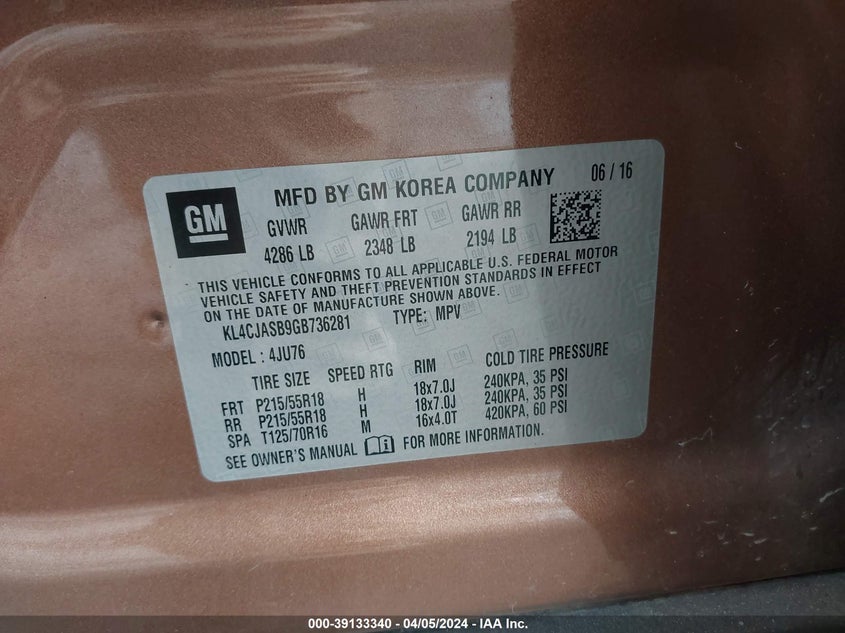 GM
MFD BY GM KOREA COMPANY 06 / 16
GVWR GAWR FRT GAWR RR
4286 LB 2348 LB 2194 LB
THIS VEHICLE CONFORMS TO ALL APPLICABLE U.S. FEDERAL MOTOR
VEHICLE SAFETY AND THEFT PREVENTION STANDARDS IN EFFECT
ON THE DATE OF MANUFACTURE SHOWN ABOVE.
KL4CJASB9GB736281 TYPE: MPV
MODEL : 4JU76
TIRE SIZE SPEED RTG RIM COLD TIRE PRESSURE
FRT P215/55R18 H 18x7.0J 240KPA, 35 PSI
RR P215/55R18 H 18x7.0J 240KPA, 35 PSI
SPA T125/70R16 M 16x4.0T 420KPA, 60 PSI
SEE OWNER'S MANUAL FOR MORE INFORMATION.
000-39133340 - 04/05/2024 - IAA Inc.